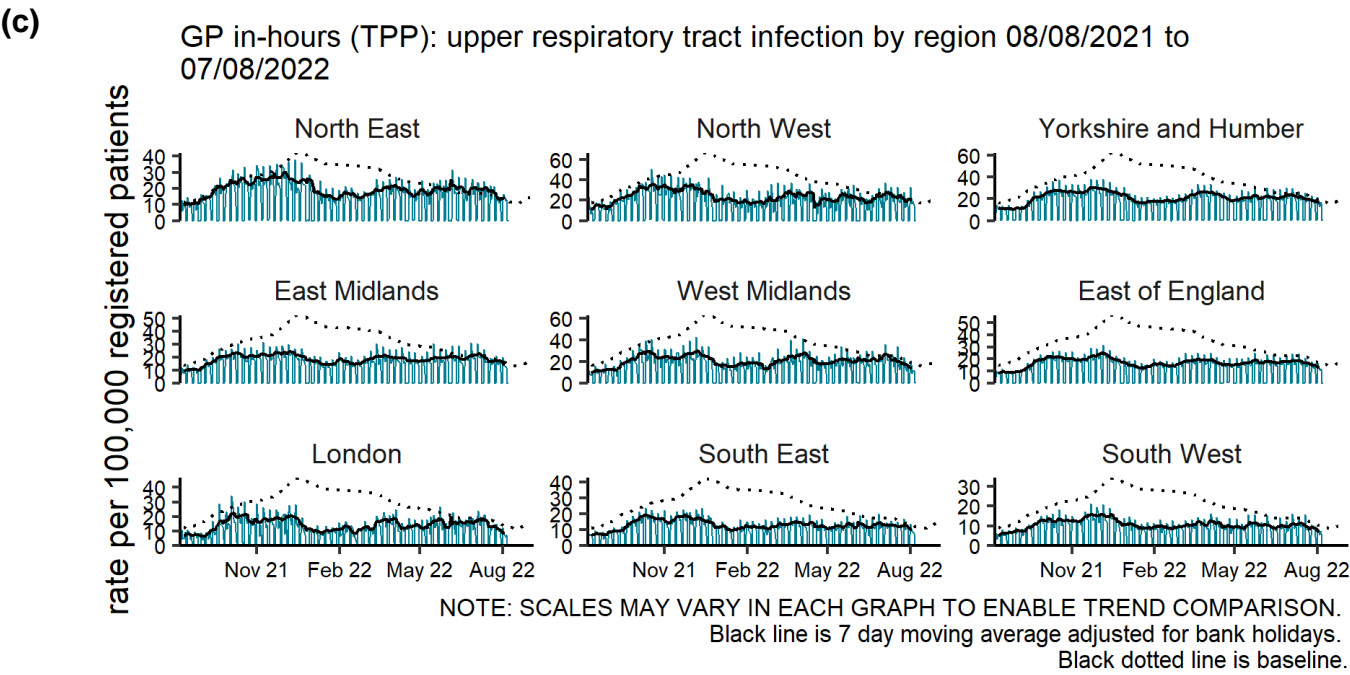 (c)
GP in-hours (TPP): upper respiratory tract infection by region 08/08/2021 to
07/08/2022
rate per 100,000 registered patients
North East
40
30
20
10
0
North West
60
40
20
0
Yorkshire and Humber
60
40
20
0
East Midlands
50
40
30
20
10
0
West Midlands
60
40
20
0
East of England
50
40
30
20
10
0
London
40
30
20
10
0
Nov 21 Feb 22 May 22 Aug 22
South East
40
30
20
10
0
Nov 21 Feb 22 May 22 Aug 22
South West
30
20
10
0
Nov 21 Feb 22 May 22 Aug 22
NOTE: SCALES MAY VARY IN EACH GRAPH TO ENABLE TREND COMPARISON.
Black line is 7 day moving average adjusted for bank holidays.
Black dotted line is baseline.